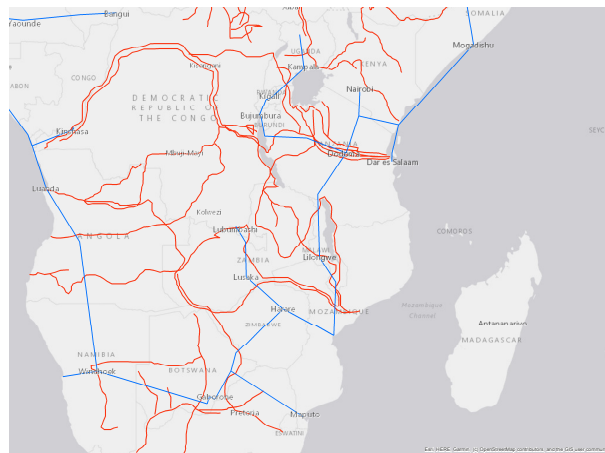 Yaounde
Bangui
SOMALIA
Mogadishu
UGANDA
Kampala
KENYA
Nairobi
CONGO
Kisangani
DEMOCRATIC
REPUBLIC OF
THE CONGO
RWANDA
Kigali
Bujumbura
BURUNDI
Kinshasa
Mbuji-Mayi
TANZANIA
Dodoma
Dar es Salaam
SEYC
Luanda
Kolwezi
ANGOLA
Lubumbashi
COMOROS
MALAWI
Lilongwe
ZAMBIA
Lusaka
Mozambique
Channel
Harare
MOZAMBIQUE
ZIMBABWE
Antananarivo
MADAGASCAR
NAMIBIA
Windhoek
BOTSWANA
Gaborone
Pretoria
Maputo
ESWATINI
Esri, HERE, Garmin, (c) OpenStreetMap contributors, and the GIS user commun